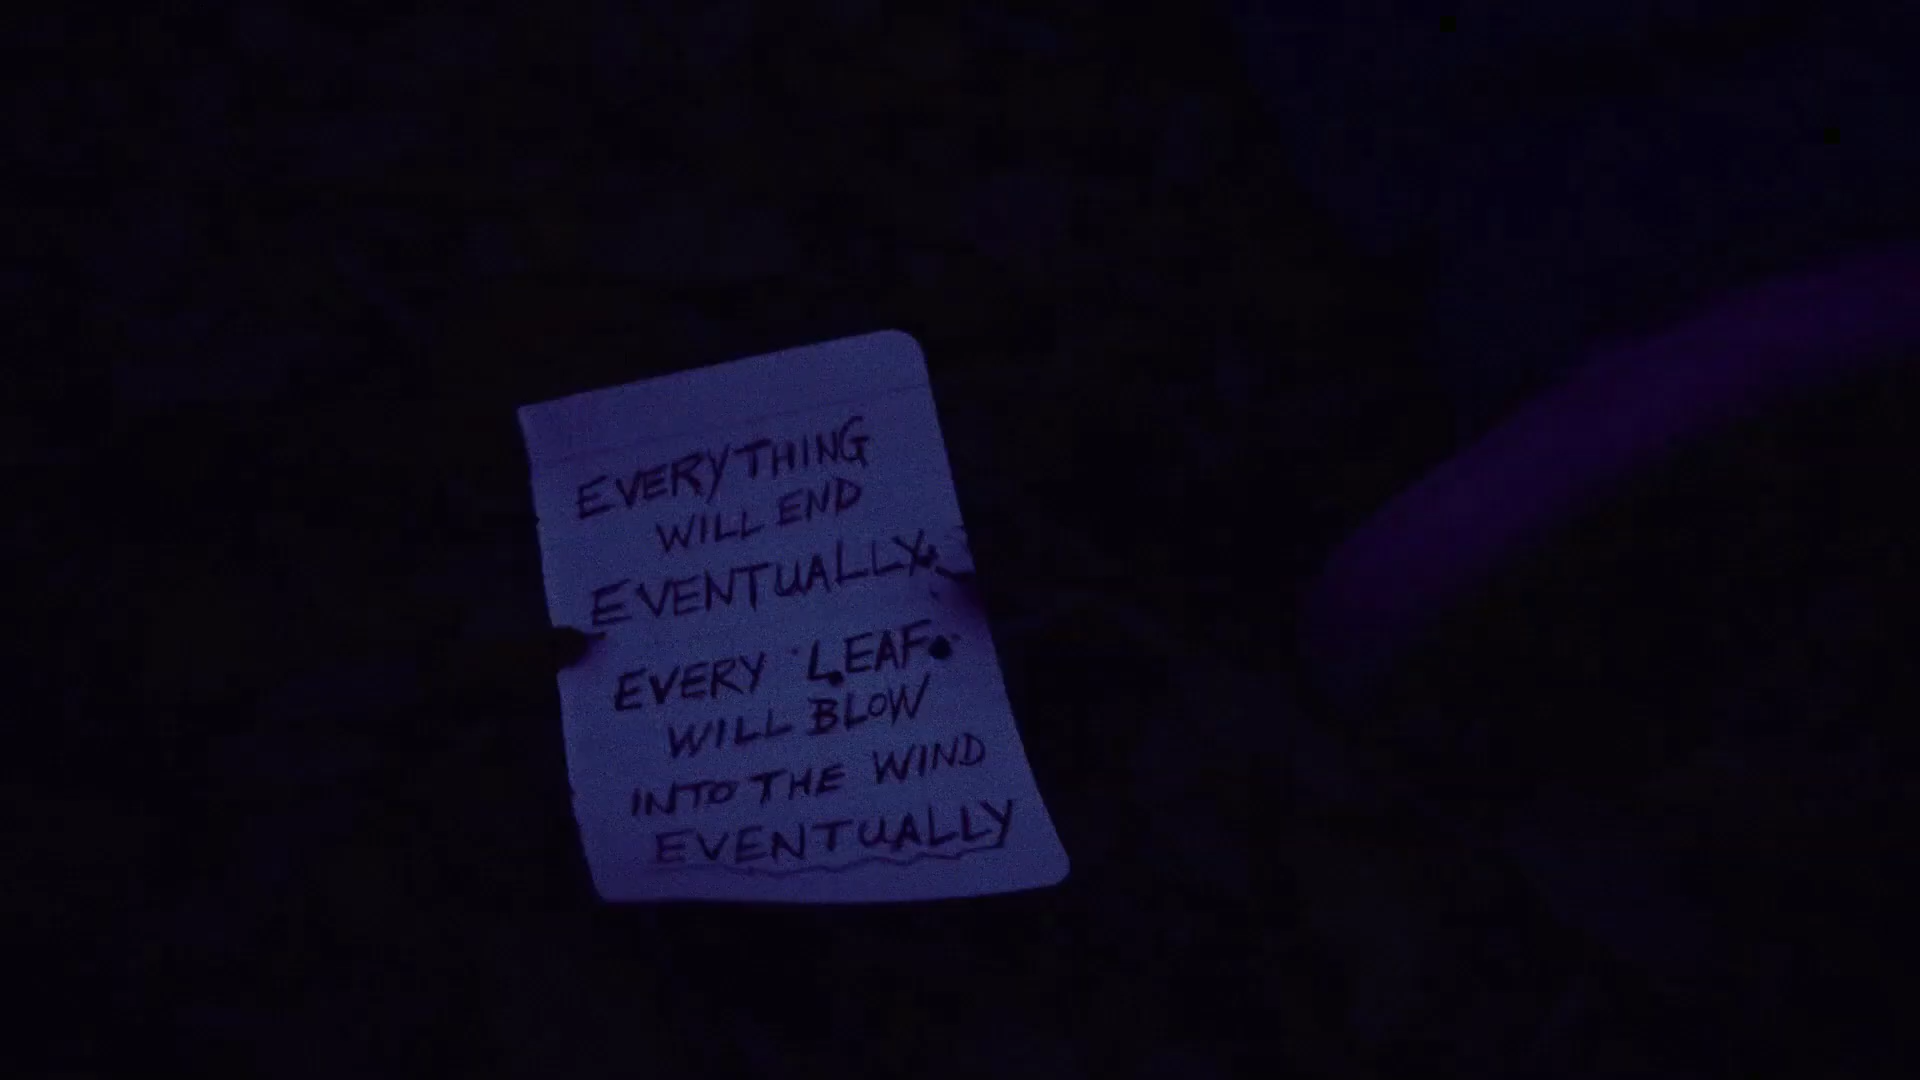 EVERYTHING
WILL END
EVENTUALLY.
EVERY LEAF
WILL BLOW
INTO THE WIND
EVENTUALLY